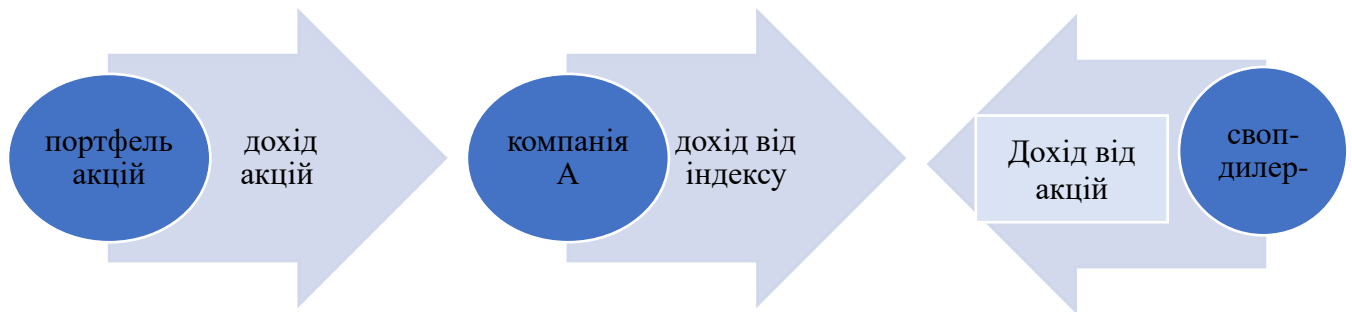 портфель
акцій
дохід
акцій
компанія
А
дохід від
індексу
Дохід від
акцій
своп-
дилер-